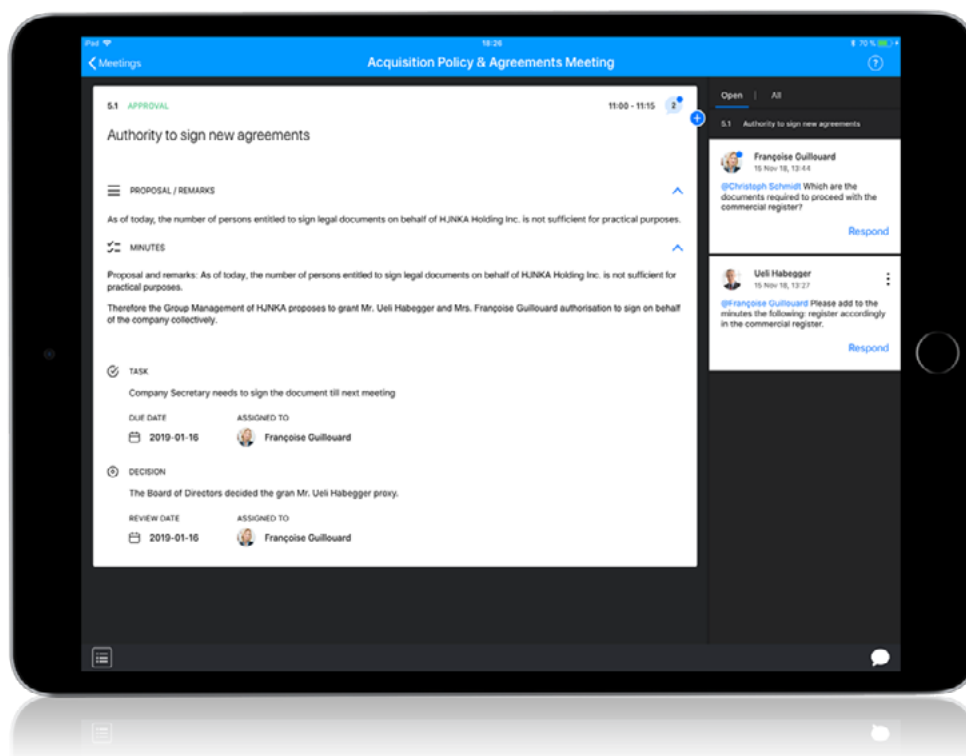 iPad
18:26
70 %
Meetings
Acquisition Policy & Agreements Meeting
?
5.1 APPROVAL
11:00 - 11:15
2
Authority to sign new agreements
PROPOSAL / REMARKS
As of today, the number of persons entitled to sign legal documents on behalf of HJNKA Holding Inc. is not sufficient for practical purposes.
MINUTES
Proposal and remarks: As of today, the number of persons entitled to sign legal documents on behalf of HJNKA Holding Inc. is not sufficient for
practical purposes.
Therefore the Group Management of HJNKA proposes to grant Mr. Ueli Habegger and Mrs. Françoise Guillouard authorisation to sign on behalf
of the company collectively.
TASK
Company Secretary needs to sign the document till next meeting
DUE DATE
ASSIGNED TO
2019-01-16
Françoise Guillouard
DECISION
The Board of Directors decided the gran Mr. Ueli Habegger proxy.
REVIEW DATE
ASSIGNED TO
2019-01-16
Françoise Guillouard
Open | All
5.1 Authority to sign new agreements
Françoise Guillouard
15 Nov 18, 13:44
@Christoph Schmidt Which are the
documents required to proceed with the
commercial register?
Respond
Ueli Habegger
15 Nov 18, 13:27
@Françoise Guillouard Please add to the
minutes the following: register accordingly
in the commercial register.
Respond